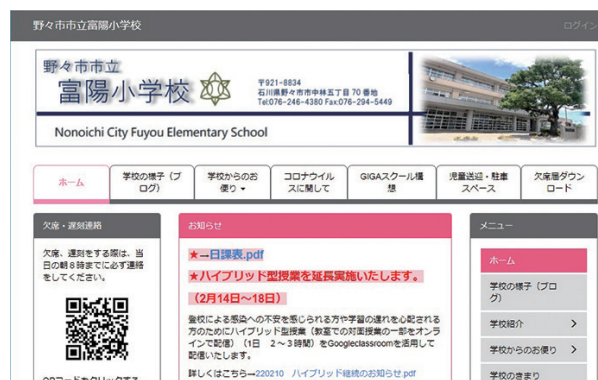 野々市市立富陽小学校
ログイン
野々市市立
富陽小学校
〒921-8834
石川県野々市市中林五丁目70番地
Tel:076-246-4380 Fax:076-294-5449
Nonoichi City Fuyou Elementary School
ホーム
学校の様子(ブログ)
学校からのお便り ▾
コロナウイルスに関して
GIGAスクール構想
児童送迎・駐車スペース
欠席届ダウンロード
欠席・遅刻連絡
欠席、遅刻をする際は、当
日の朝8時までに必ず連絡
をしてください。
QRコードをクリックする
お知らせ
★→日課表.pdf
★ハイブリッド型授業を延長実施いたします。
(2月14日~18日)
登校による感染への不安を感じられる方や学習の遅れを心配される
方のためにハイブリッド型授業(教室での対面授業の一部をオンラ
インで配信)(1日 2~3時間)をGoogleclassroomを活用して
配信いたします。
詳しくはこちら→220210 ハイブリッド継続のお知らせ.pdf
メニュー
ホーム
学校の様子(ブロ
グ)
学校紹介 >
学校からのお便り >
学校のきまり